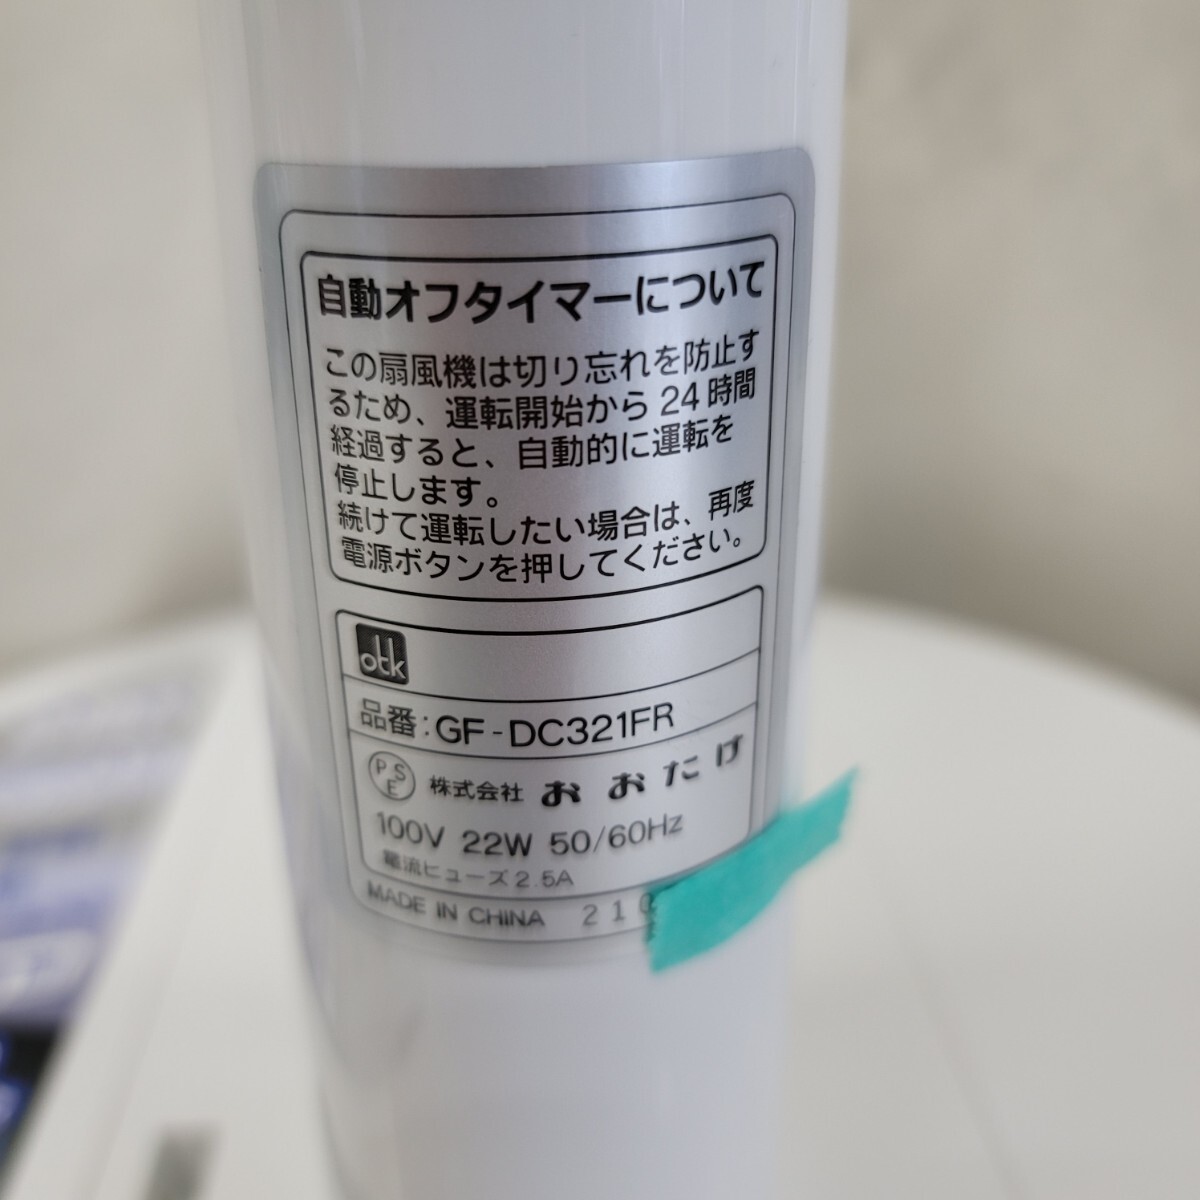 自動オフタイマーについて
この扇風機は切り忘れを防止す
るため、運転開始から24時間
経過すると、自動的に運転を
停止します。
続けて運転したい場合は、再度
電源ボタンを押してください。
otk
品番:GF-DC321FR
PSE 株式会社 おおたけ
100V 22W 50/60Hz
電流ヒューズ2.5A
MADE IN CHINA 210